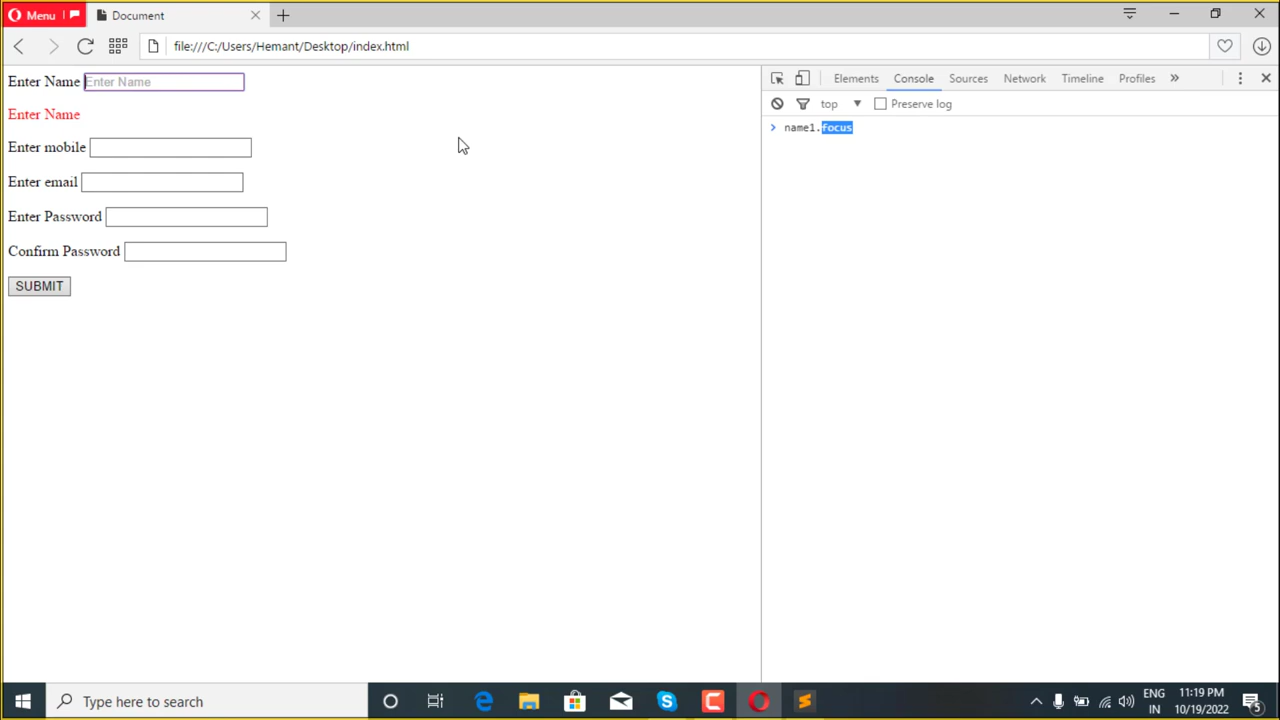 Menu
Document
file:///C:/Users/Hemant/Desktop/index.html
Enter Name Enter Name
Enter Name
Enter mobile
Enter email
Enter Password
Confirm Password
SUBMIT
Elements Console Sources Network Timeline Profiles »
top ▼ Preserve log
> name1.focus
Type here to search
ENG
IN
11:19 PM
10/19/2022
5